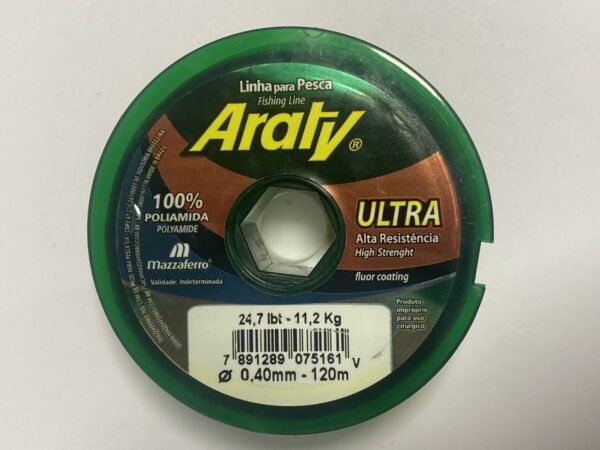 Linha para Pesca
Fishing Line
Araty®
100%
POLIAMIDA
POLYAMIDE
mazzaferro®
Validade: Indeterminada
ULTRA
Alta Resistência
High Strenght
fluor coating
Produto
impróprio
para uso
cirúrgico
24,7 lbt - 11,2 Kg
7 891289 075161 V
Ø 0,40mm - 120m